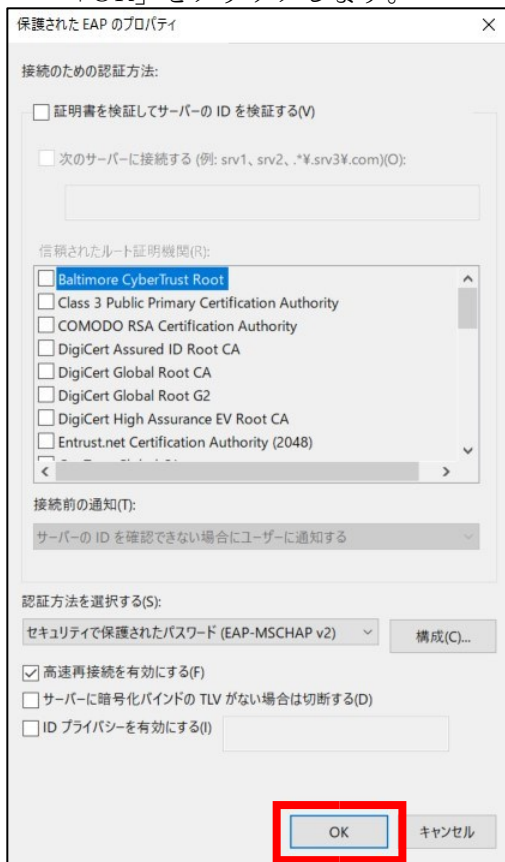 「OK」をクリックします。
保護された EAP のプロパティ
接続のための認証方法:
証明書を検証してサーバーの ID を検証する(V)
次のサーバーに接続する (例: srv1、srv2、.*¥.srv3¥.com)(O):
信頼されたルート証明機関(R):
Baltimore CyberTrust Root
Class 3 Public Primary Certification Authority
COMODO RSA Certification Authority
DigiCert Assured ID Root CA
DigiCert Global Root CA
DigiCert Global Root G2
DigiCert High Assurance EV Root CA
Entrust.net Certification Authority (2048)
接続前の通知(T):
サーバーの ID を確認できない場合にユーザーに通知する
認証方法を選択する(S):
セキュリティで保護されたパスワード (EAP-MSCHAP v2)
構成(C)...
高速再接続を有効にする(F)
サーバーに暗号化バインドの TLV がない場合は切断する(D)
ID プライバシーを有効にする(I)
OK
キャンセル